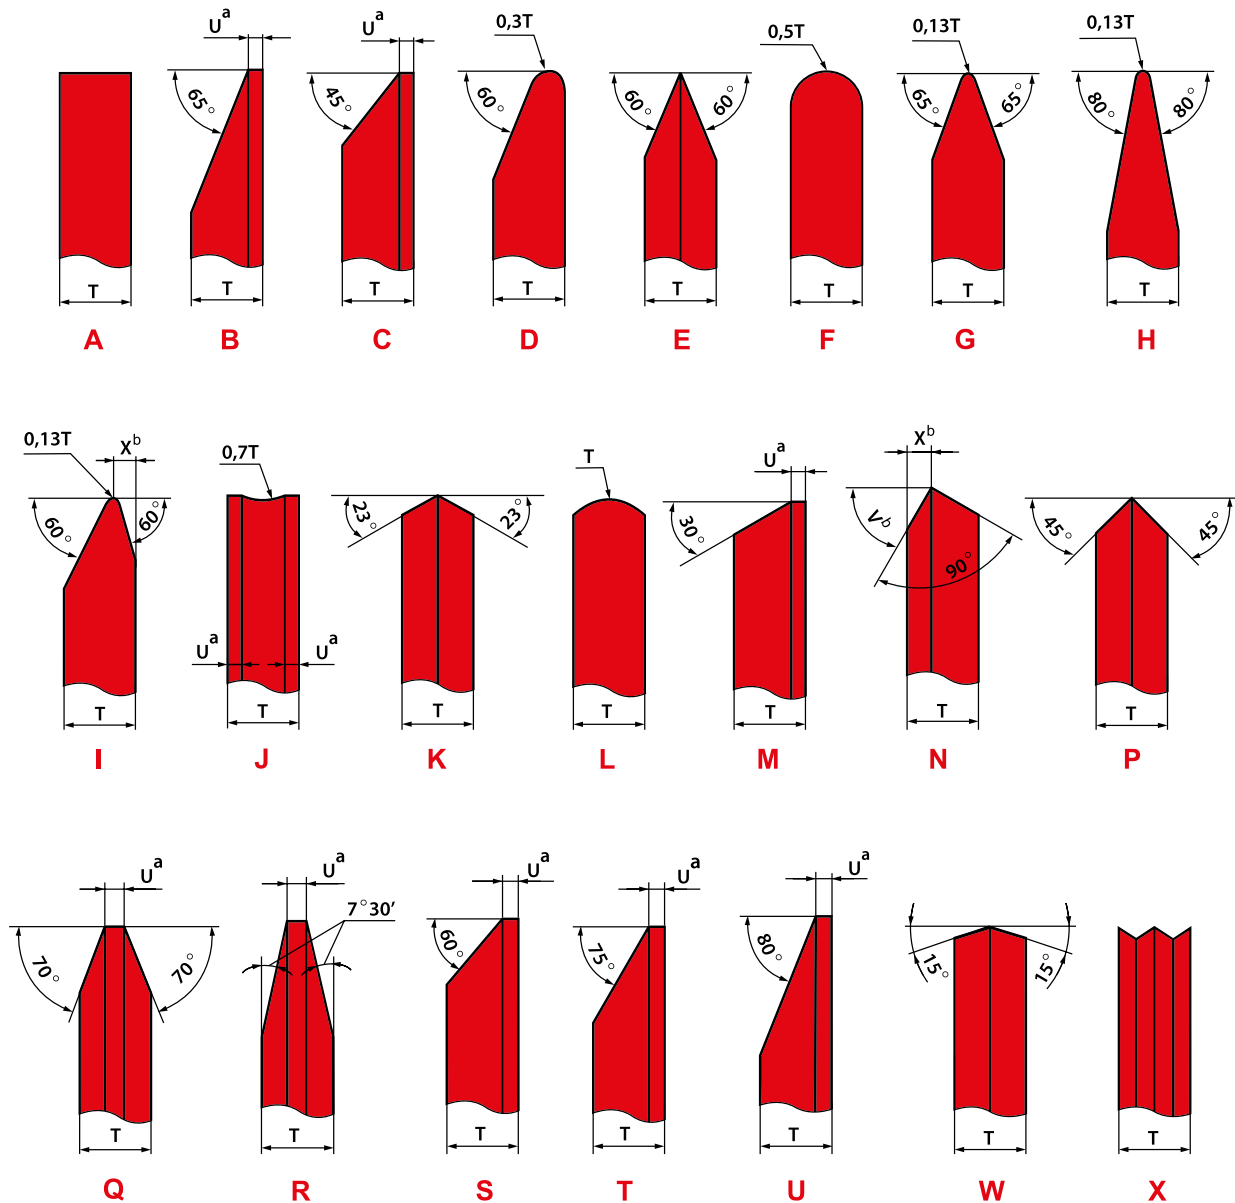 Uᵃ
Uᵃ
0,3T
0,5T
0,13T
0,13T
65°
45°
60°
60°
60°
65°
65°
80°
80°
T
T
T
T
T
T
T
T
A
B
C
D
E
F
G
H
0,13T
Xᵇ
0,7T
T
Uᵃ
Xᵇ
60°
60°
23°
23°
30°
Vᵇ
90°
45°
45°
Uᵃ
Uᵃ
T
T
T
T
T
T
T
I
J
K
L
M
N
P
Uᵃ
Uᵃ
Uᵃ
Uᵃ
Uᵃ
7°30'
70°
70°
60°
75°
80°
15°
15°
T
T
T
T
T
T
T
Q
R
S
T
U
W
X